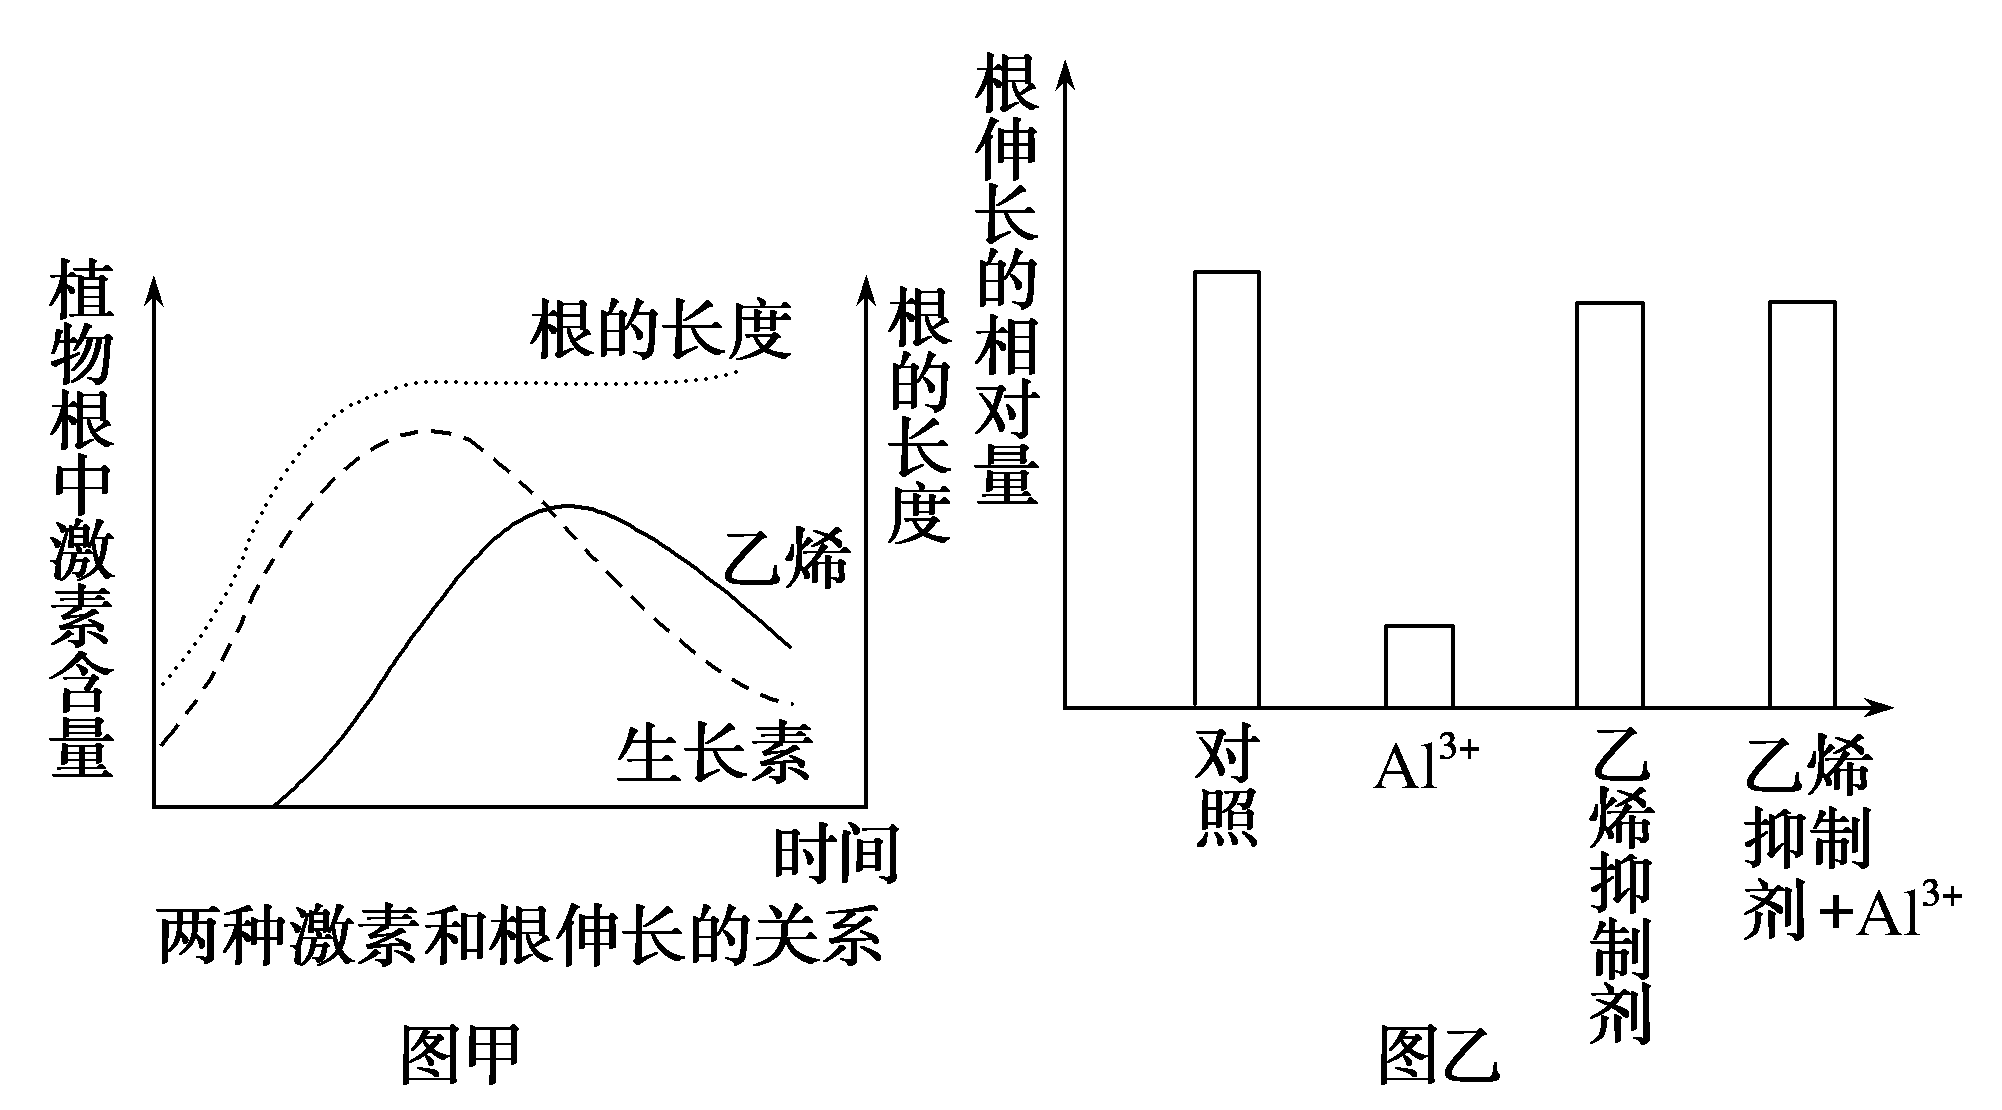 植物根中激素含量
根的长度
根的长度
乙烯
生长素
时间
两种激素和根伸长的关系
图甲
根伸长的相对量
对照
Al³⁺
乙烯抑制剂
乙烯
抑制
剂+Al³⁺
图乙